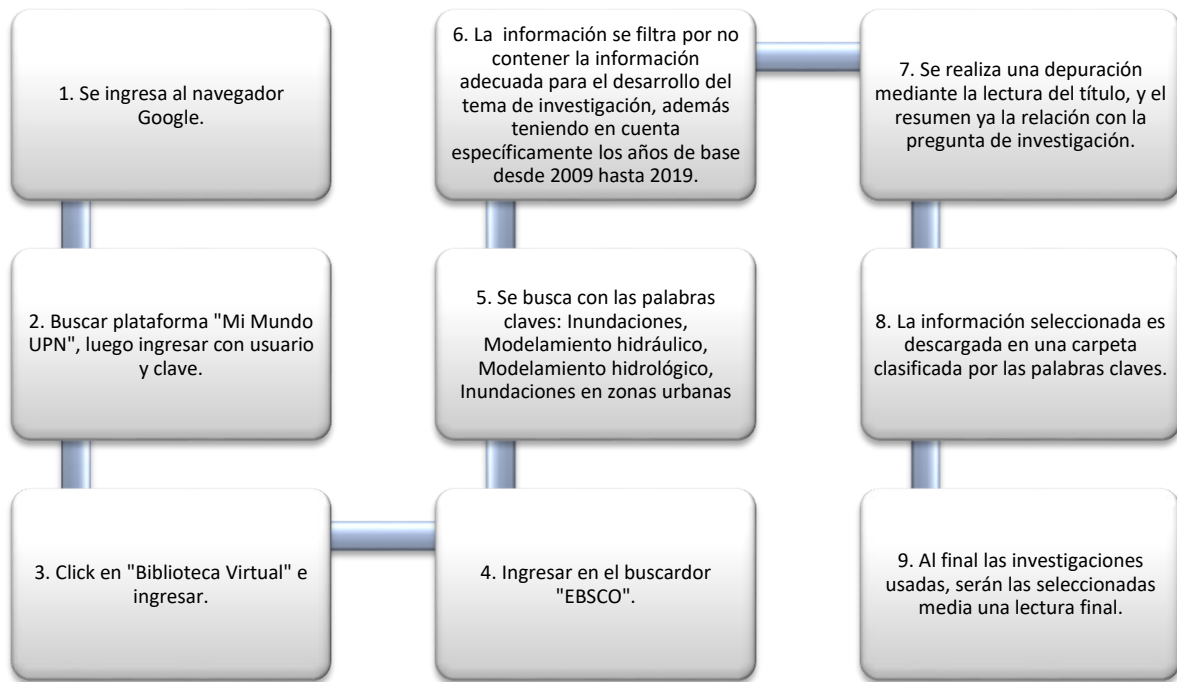 1. Se ingresa al navegador
Google.
2. Buscar plataforma "Mi Mundo
UPN", luego ingresar con usuario
y clave.
3. Click en "Biblioteca Virtual" e
ingresar.
4. Ingresar en el buscardor
"EBSCO".
5. Se busca con las palabras
claves: Inundaciones,
Modelamiento hidráulico,
Modelamiento hidrológico,
Inundaciones en zonas urbanas
6. La  información se filtra por no
contener la información
adecuada para el desarrollo del
tema de investigación, además
teniendo en cuenta
específicamente los años de base
desde 2009 hasta 2019.
7. Se realiza una depuración
mediante la lectura del título, y el
resumen ya la relación con la
pregunta de investigación.
8. La información seleccionada es
descargada en una carpeta
clasificada por las palabras claves.
9. Al final las investigaciones
usadas, serán las seleccionadas
media una lectura final.